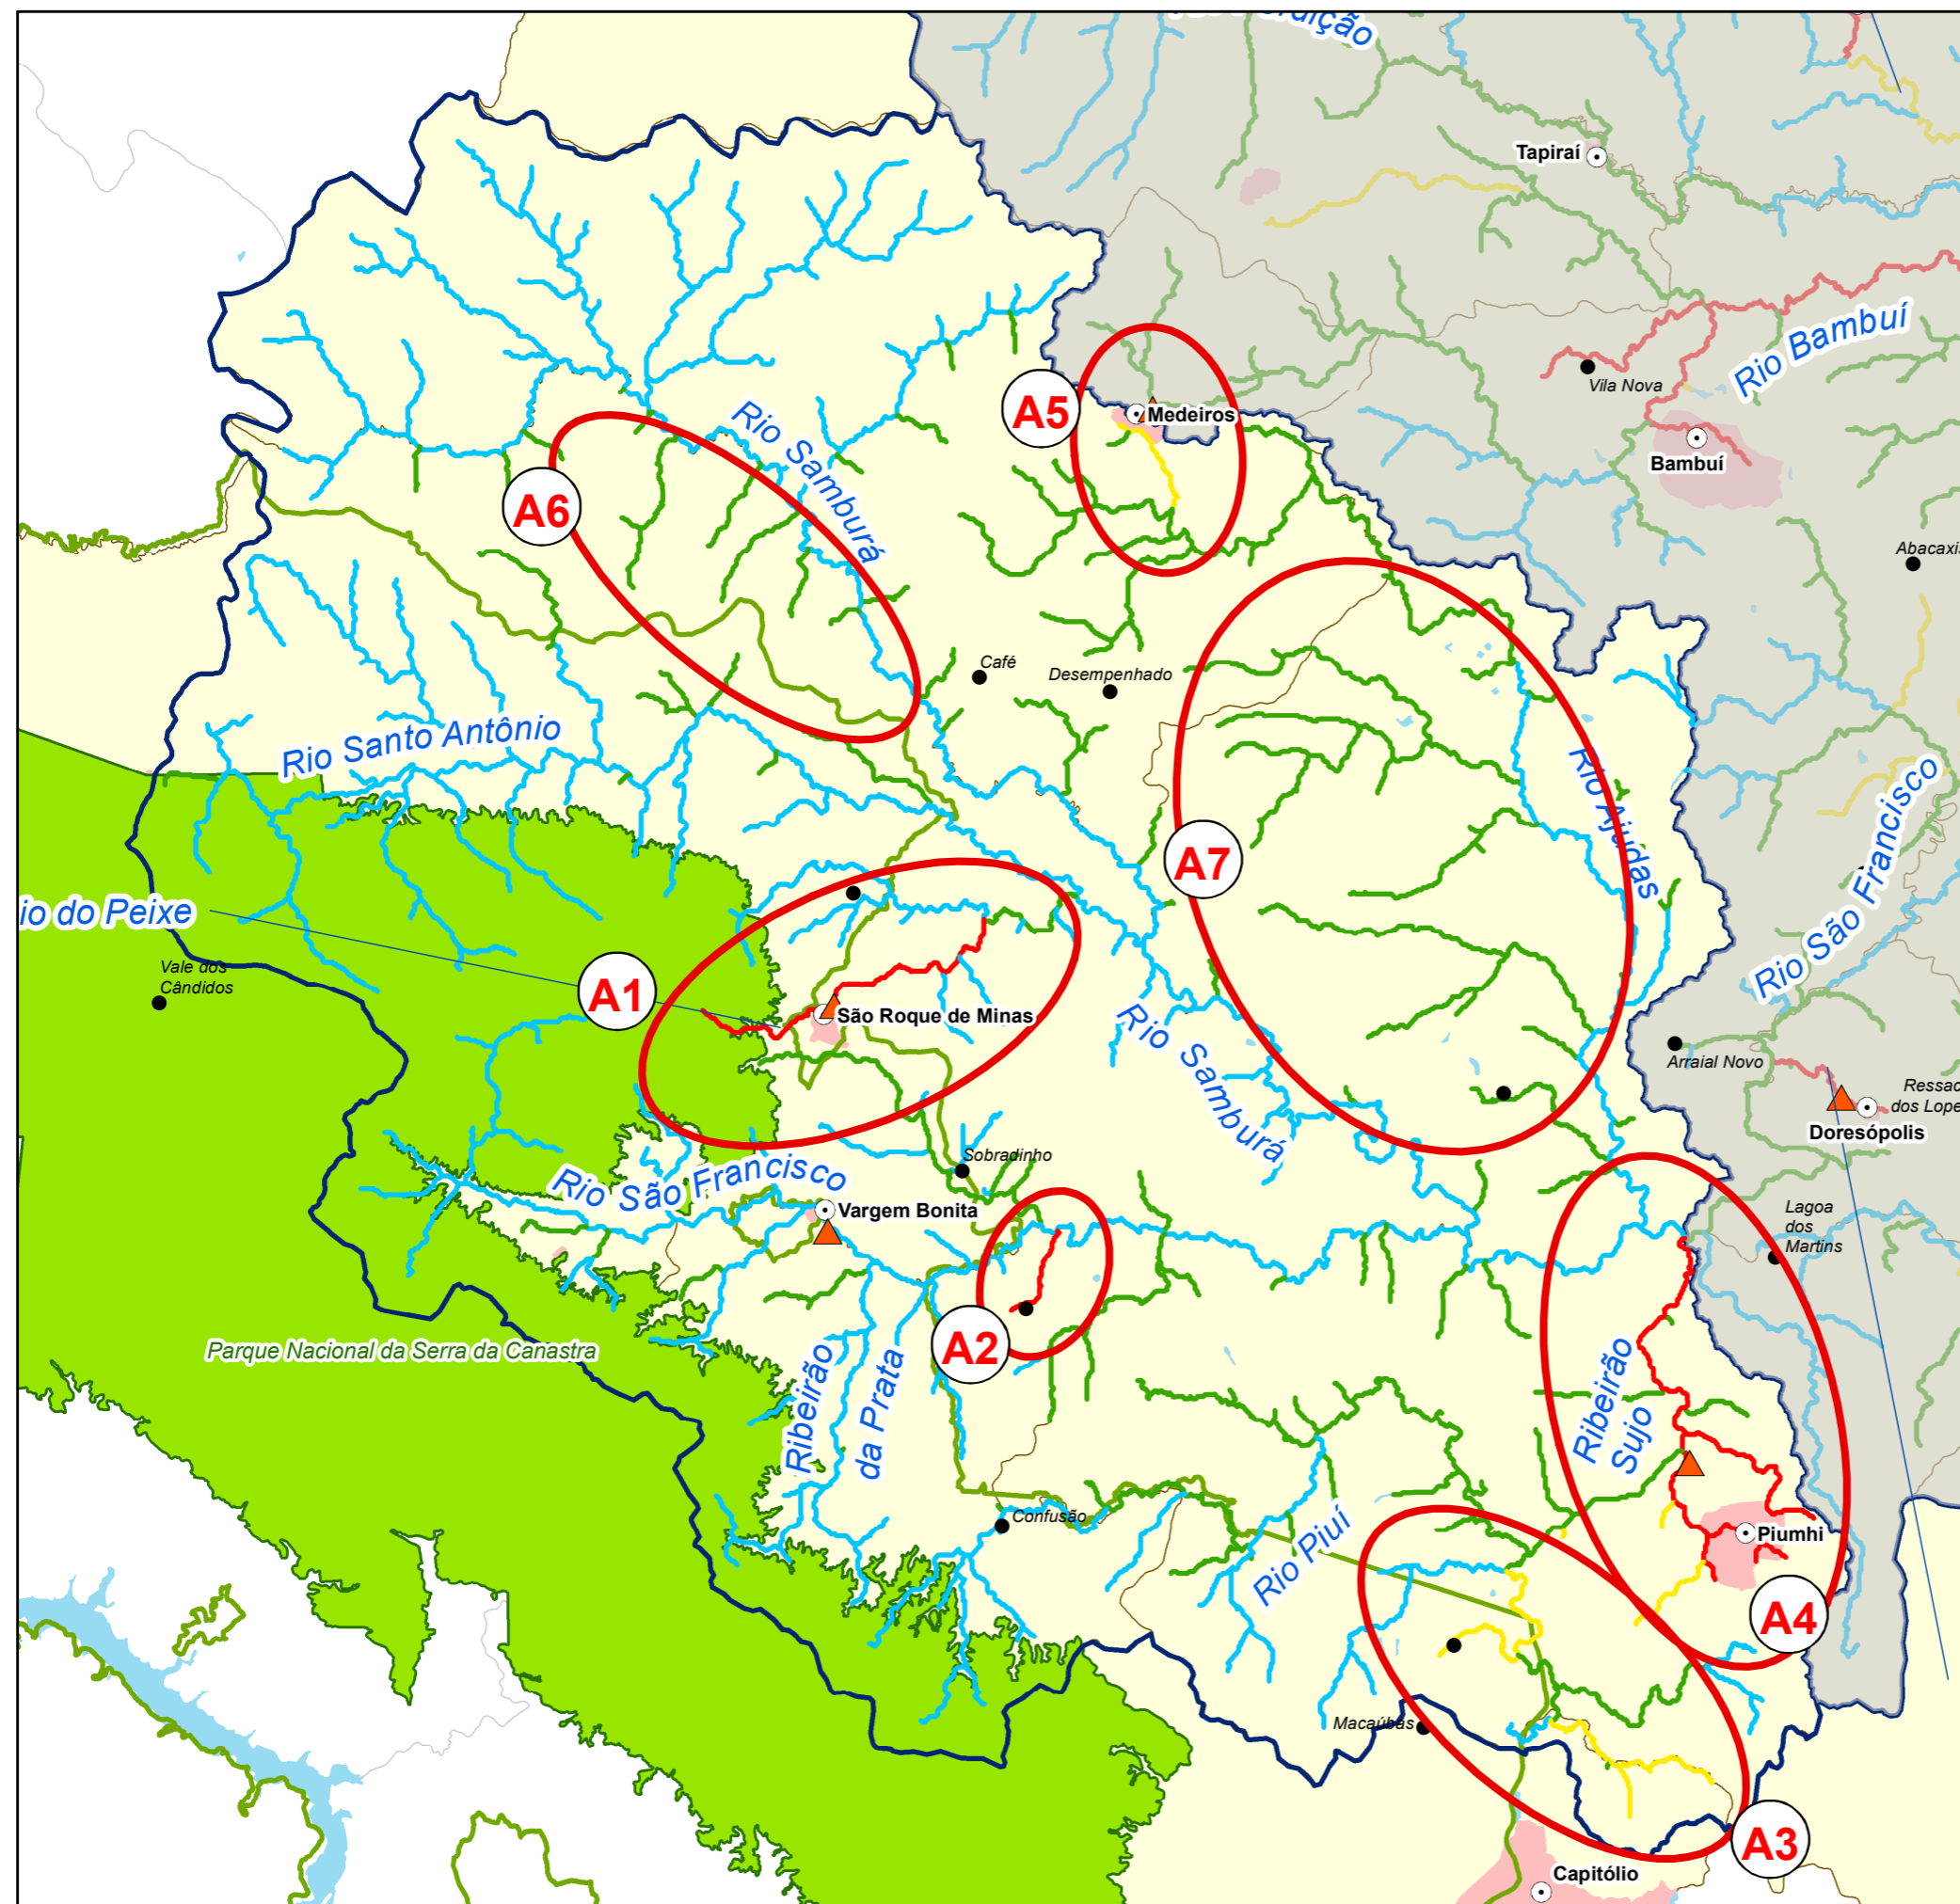 Tapiraí
Rio Bambuí
Vila Nova
A5
Medeiros
Rio Samburá
Bambuí
A6
Abacaxis
Café
Desempenhado
Rio Santo Antônio
Rio Ajudas
Rio São Francisco
A7
io do Peixe
Vale dos
Cândidos
A1
São Roque de Minas
Rio Samburá
Arraial Novo
Ressac
dos Lope
Doresópolis
Sobradinho
Rio São Francisco
Vargem Bonita
Lagoa
dos
Martins
A2
Parque Nacional da Serra da Canastra
Ribeirão
da Prata
Ribeirão
Sujo
Confusão
Rio Piuí
Piumhi
A4
Macaúbas
A3
Capitólio